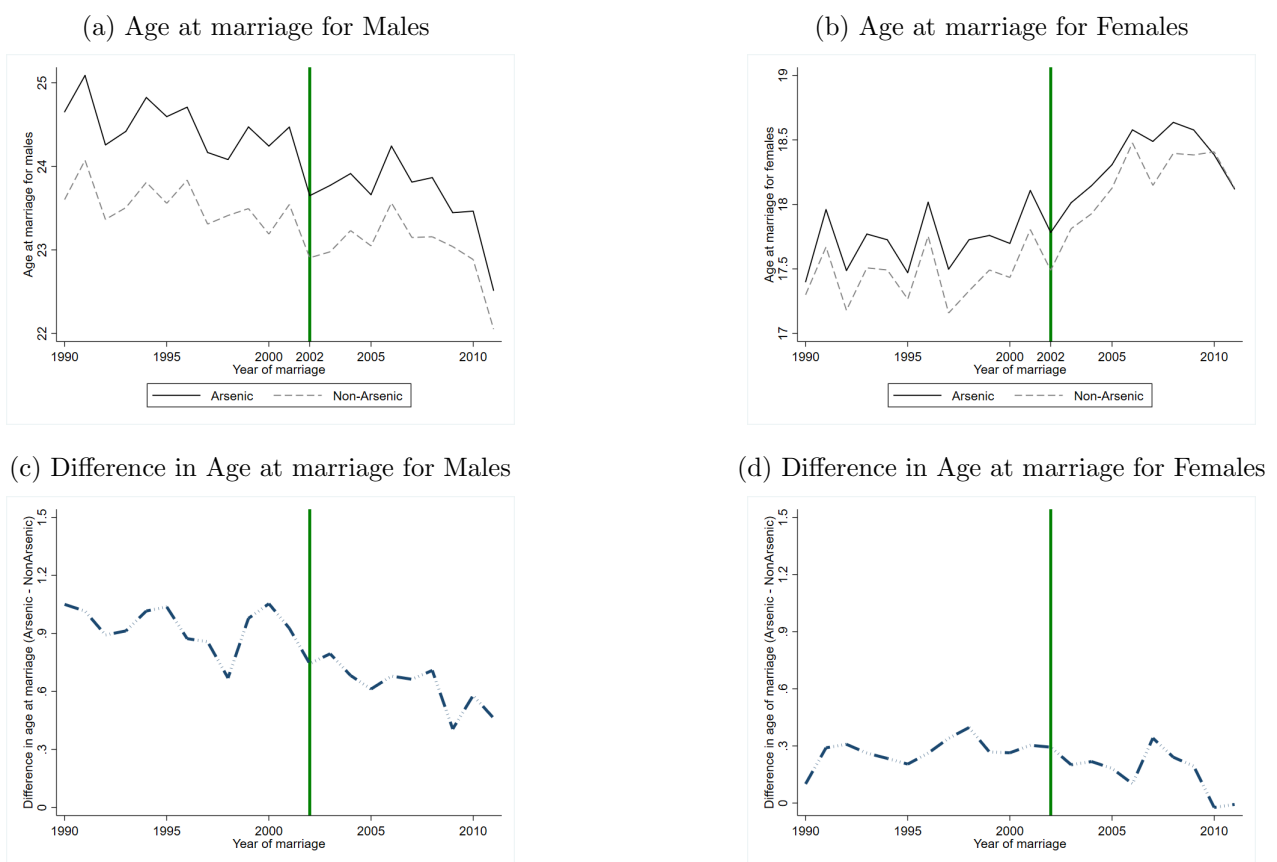 (a) Age at marriage for Males
Age at marriage for males
25
24
23
22
1990 1995 2000 2002 2005 2010
Year of marriage
Arsenic Non-Arsenic
(b) Age at marriage for Females
Age at marriage for females
19
18.5
18
17.5
17
1990 1995 2000 2002 2005 2010
Year of marriage
Arsenic Non-Arsenic
(c) Difference in Age at marriage for Males
Difference in age at marriage (Arsenic - NonArsenic)
1.5
1.2
.9
.6
.3
0
1990 1995 2000 2005 2010
Year of marriage
(d) Difference in Age at marriage for Females
Difference in age of marriage (Arsenic - NonArsenic)
1.5
1.2
.9
.6
.3
0
1990 1995 2000 2005 2010
Year of marriage